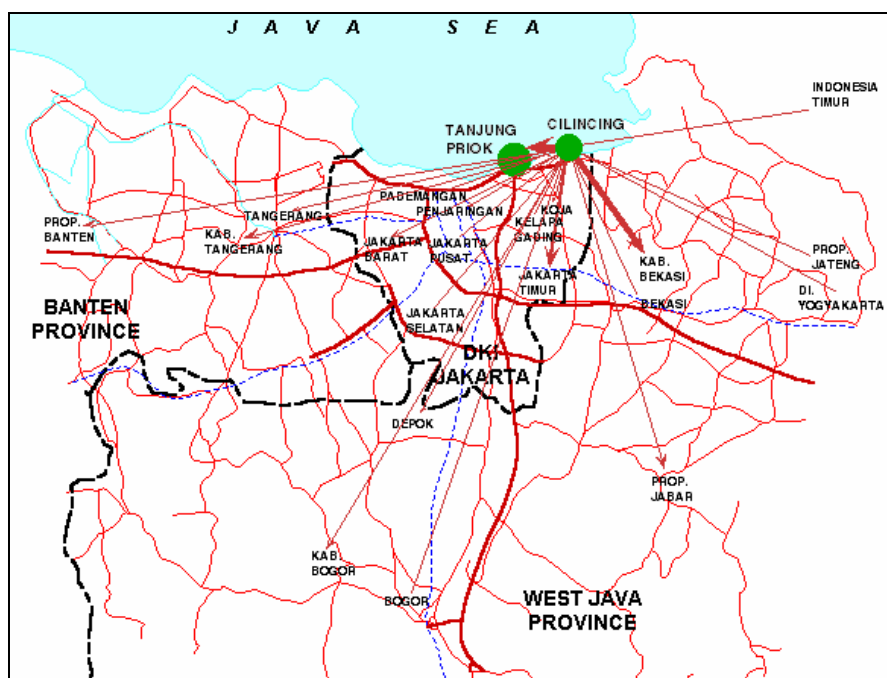 JAVA SEA
INDONESIA
TIMUR
TANJUNG
PRIOK
CILINCING
PADEMANGAN
PENJARINGAN
KOJA
KELAPA
GADING
TANGERANG
PROP.
BANTEN
KAB.
TANGERANG
JAKARTA
BARAT
JAKARTA
PUSAT
JAKARTA
TIMUR
KAB.
BEKASI
BEKASI
PROP.
JATENG
DI.
YOGYAKARTA
BANTEN
PROVINCE
JAKARTA
SELATAN
DKI
JAKARTA
DEPOK
PROP.
JABAR
KAB.
BOGOR
BOGOR
WEST JAVA
PROVINCE